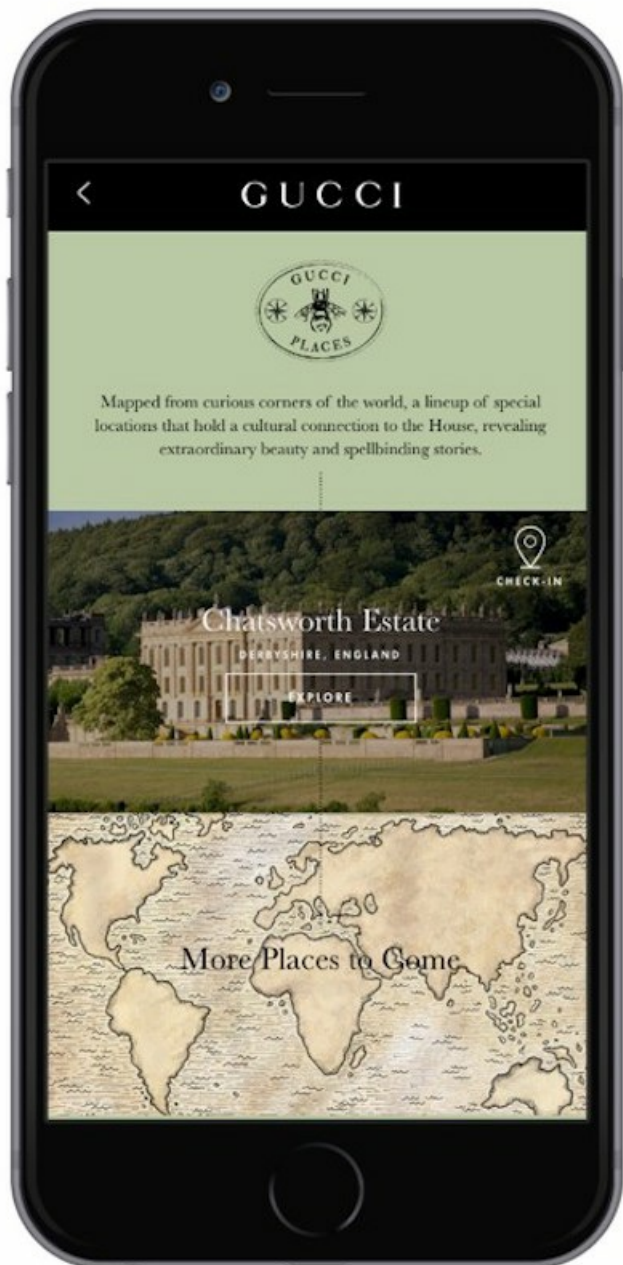 GUCCI
GUCCI
PLACES
Mapped from curious corners of the world, a lineup of special
locations that hold a cultural connection to the House, revealing
extraordinary beauty and spellbinding stories.
CHECK-IN
Chatsworth Estate
DERBYSHIRE, ENGLAND
EXPLORE
More Places to Come